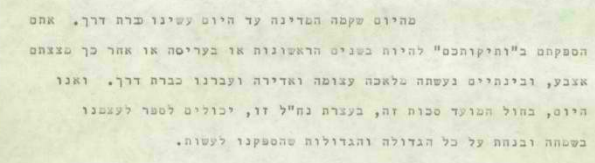 מהיום שקמה המדינה עד היום עשינו כברת דרך. אתם
הספקתם ב"ותיקותכם" להיות בשנים הראשונות או בעריסה או אחר כך מצצתם
אצבע, ובינתיים נעשתה מלאכה עצומה ואדירה ועברנו כברת דרך. ואנו
היום, בחול המועד סכות זה, בעצרת נח"ל זו, יכולים לספר לעצמנו
בשמחה ובנחת על כל הגדולה והגדולות שהספקנו לעשות.